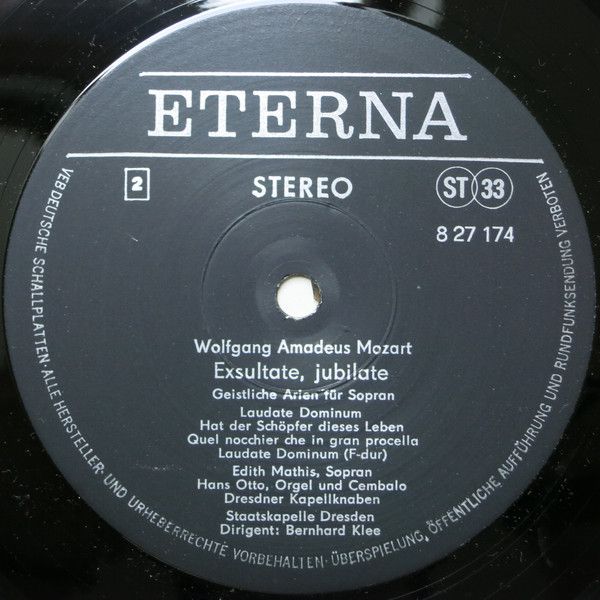 ETERNA
2
STEREO
ST 33
8 27 174
Wolfgang Amadeus Mozart
Exsultate, jubilate
Geistliche Arien für Sopran
Laudate Dominum
Hat der Schöpfer dieses Leben
Quel nocchier che in gran procella
Laudate Dominum (F-dur)
Edith Mathis, Sopran
Hans Otto, Orgel und Cembalo
Dresdner Kapellknaben
Staatskapelle Dresden
Dirigent: Bernhard Klee
VEB DEUTSCHE SCHALLPLATTEN · ALLE HERSTELLER- UND URHEBERRECHTE VORBEHALTEN · ÜBERSPIELUNG, ÖFFENTLICHE AUFFÜHRUNG UND RUNDFUNKSENDUNG VERBOTEN